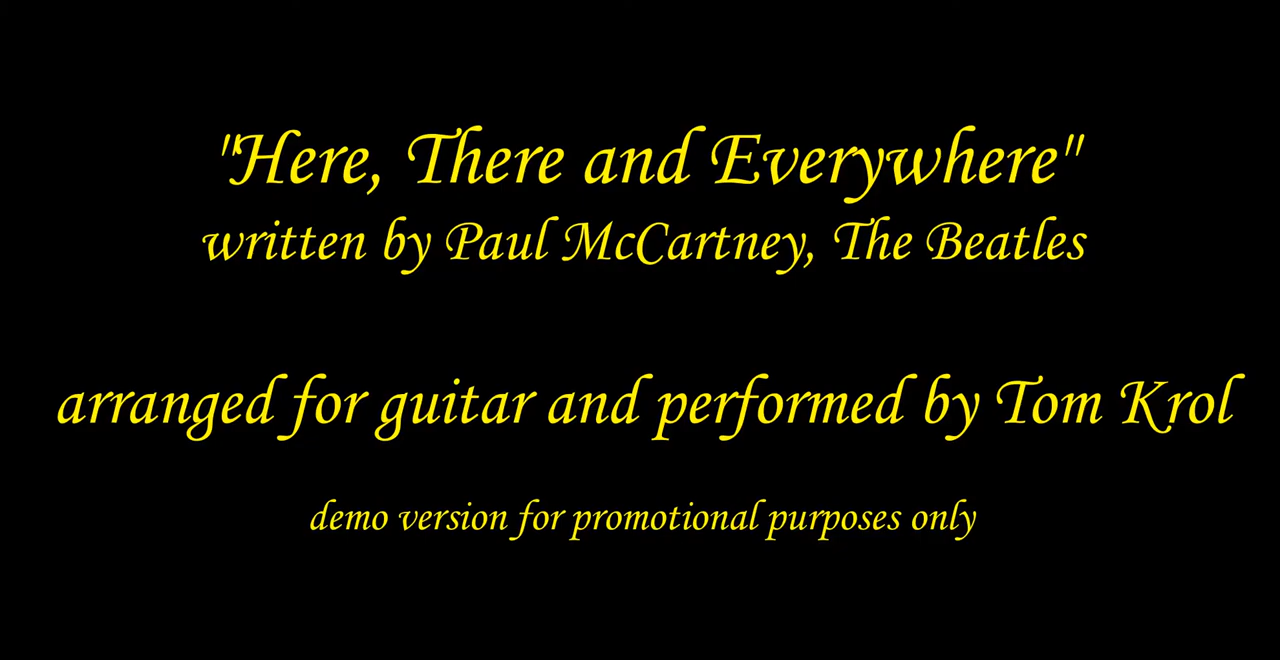 "Here, There and Everywhere"
written by Paul McCartney, The Beatles
arranged for guitar and performed by Tom Krol
demo version for promotional purposes only